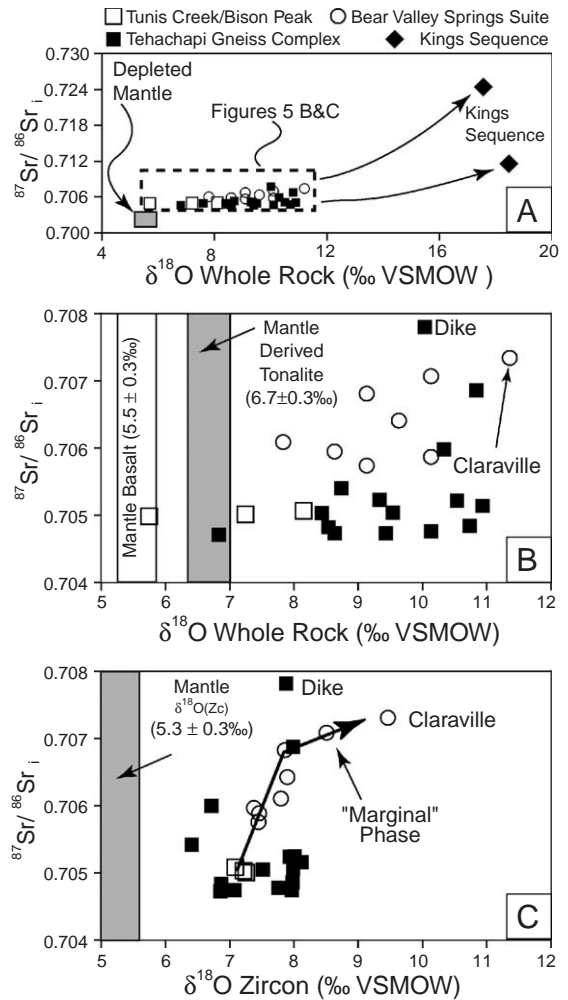 Tunis Creek/Bison Peak
Bear Valley Springs Suite
Tehachapi Gneiss Complex
Kings Sequence
0.730
0.724
0.718
0.712
0.706
0.700
⁸⁷Sr/ ⁸⁶Sr i
Depleted
Mantle
Figures 5 B&C
Kings
Sequence
A
4
8
12
16
20
δ¹⁸O Whole Rock (‰ VSMOW )
0.708
0.707
0.706
0.705
0.704
⁸⁷Sr/ ⁸⁶Sr i
Mantle Basalt (5.5 ± 0.3‰)
Mantle
Derived
Tonalite
(6.7±0.3‰)
Dike
Claraville
B
5
6
7
8
9
10
11
12
δ¹⁸O Whole Rock (‰ VSMOW)
0.708
0.707
0.706
0.705
0.704
⁸⁷Sr/ ⁸⁶Sr i
Mantle
δ¹⁸O(Zc)
(5.3 ± 0.3‰)
Dike
Claraville
"Marginal"
Phase
C
5
6
7
8
9
10
11
12
δ¹⁸O Zircon (‰ VSMOW)